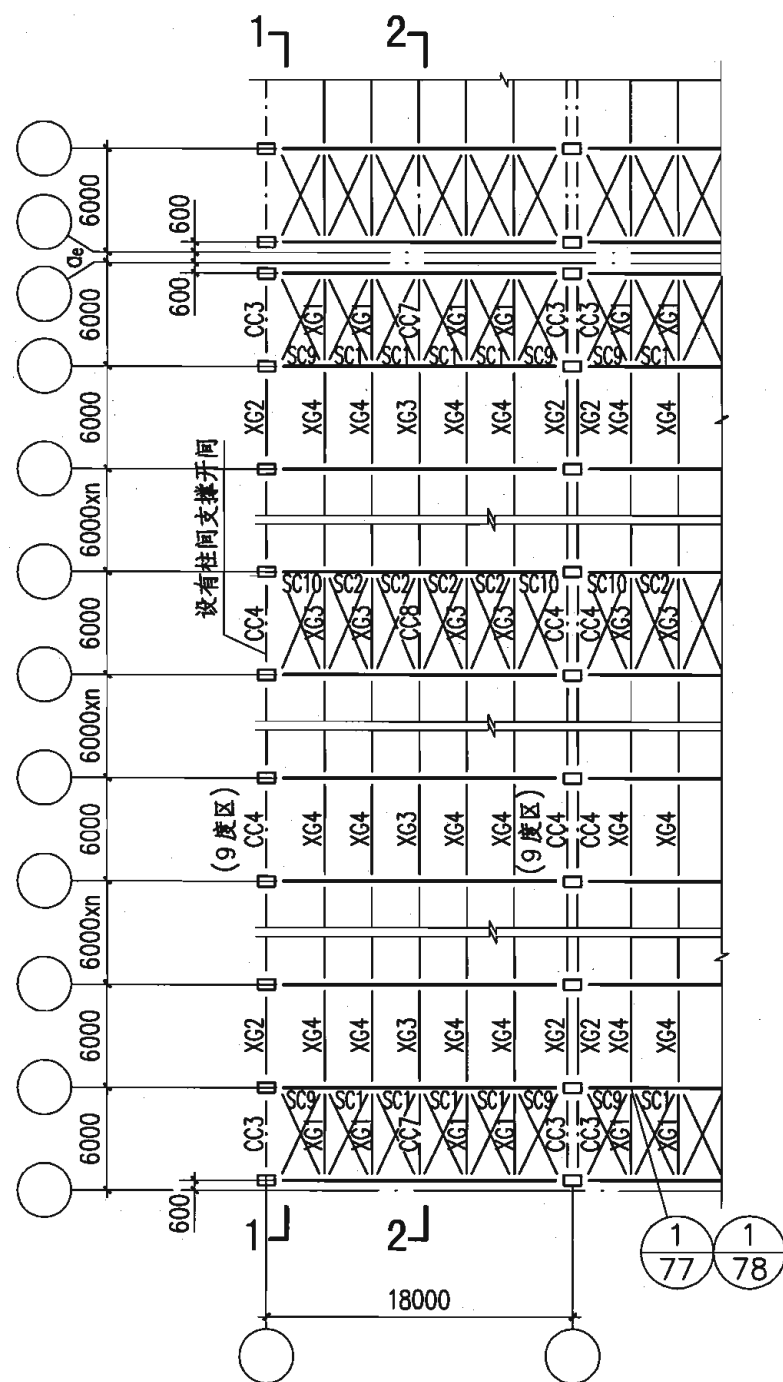 1 2
6000
600
ae
600
6000
CC3 XG1 XG1 CC7 XG1 XG1 CC3 CC3 XG1 XG1
SC9 SC1 SC1 SC1 SC1 SC9 SC9 SC1
6000
XG2 XG4 XG4 XG3 XG4 XG4 XG2 XG2 XG4 XG4
设有柱间支撑开间
6000xn
SC10 SC2 SC2 SC2 SC2 SC10 SC10 SC2
6000
CC4 XG3 XG3 CC8 XG3 XG3 CC4 CC4 XG3 XG3
6000xn
6000
(9度区) CC4 XG4 XG4 XG3 XG4 XG4 (9度区) CC4 CC4 XG4 XG4
6000xn
6000
XG2 XG4 XG4 XG3 XG4 XG4 XG2 XG2 XG4 XG4
SC9 SC1 SC1 SC1 SC1 SC9 SC9 SC1
6000
CC3 XG1 XG1 CC7 XG1 XG1 CC3 CC3 XG1 XG1
600
1 2
1 1
77 78
18000